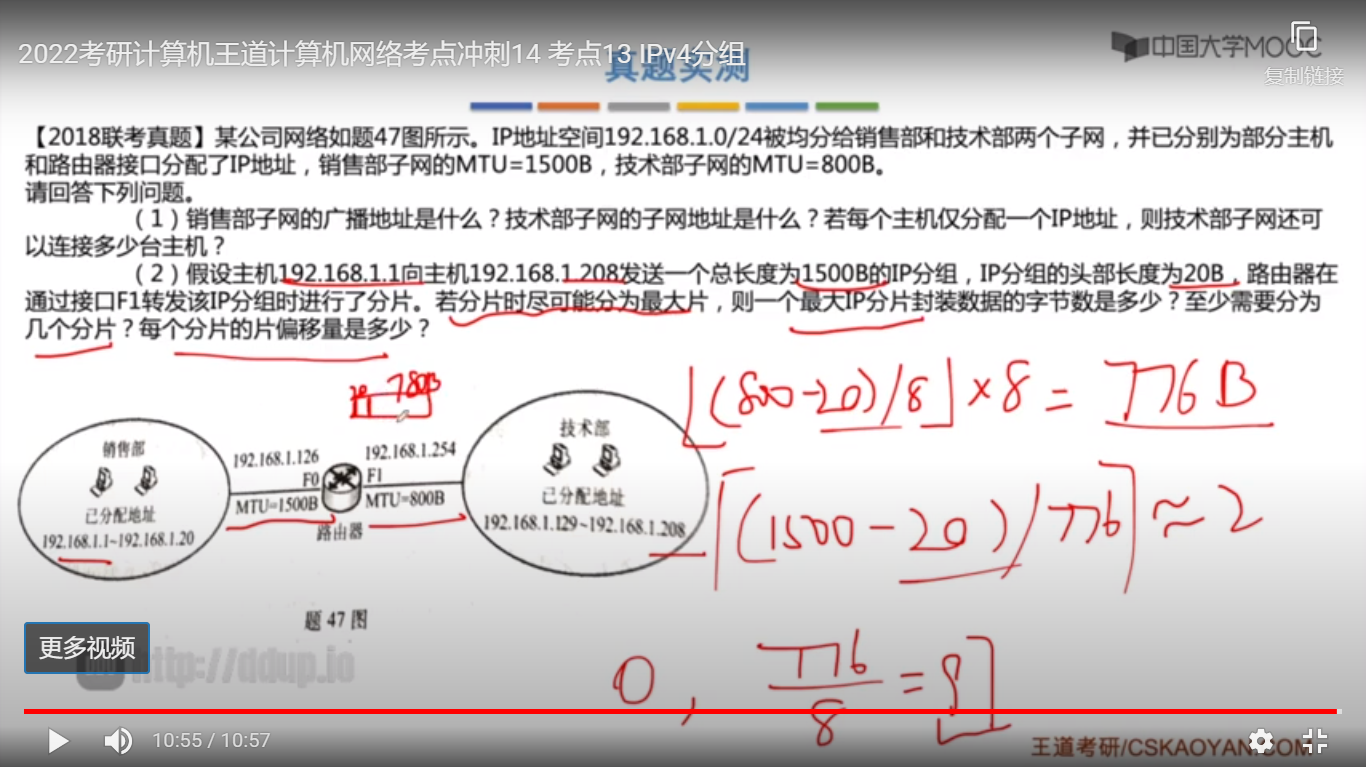 2022考研计算机王道计算机网络考点冲刺14 考点13 IPv4分组
真题实测
中国大学MOOC
复制链接
【2018联考真题】某公司网络如题47图所示。IP地址空间192.168.1.0/24被均分给销售部和技术部两个子网，并已分别为部分主机
和路由器接口分配了IP地址，销售部子网的MTU=1500B，技术部子网的MTU=800B。
请回答下列问题。
（1）销售部子网的广播地址是什么？技术部子网的子网地址是什么？若每个主机仅分配一个IP地址，则技术部子网还可
以连接多少台主机？
（2）假设主机192.168.1.1向主机192.168.1.208发送一个总长度为1500B的IP分组，IP分组的头部长度为20B，路由器在
通过接口F1转发该IP分组时进行了分片。若分片时尽可能分为最大片，则一个最大IP分片封装数据的字节数是多少？至少需要分为
几个分片？每个分片的片偏移量是多少？
780B
⌊(800-20)/8⌋×8=776B
销售部
已分配地址
192.168.1.1~192.168.1.20
192.168.1.126
F0
MTU=1500B
路由器
192.168.1.254
F1
MTU=800B
技术部
已分配地址
192.168.1.129~192.168.1.208
⌈(1500-20)/776⌉≈2
题 47 图
更多视频
http://ddup.io
0, 776/8=
10:55 / 10:57
王道考研/CSKAOYAN.COM